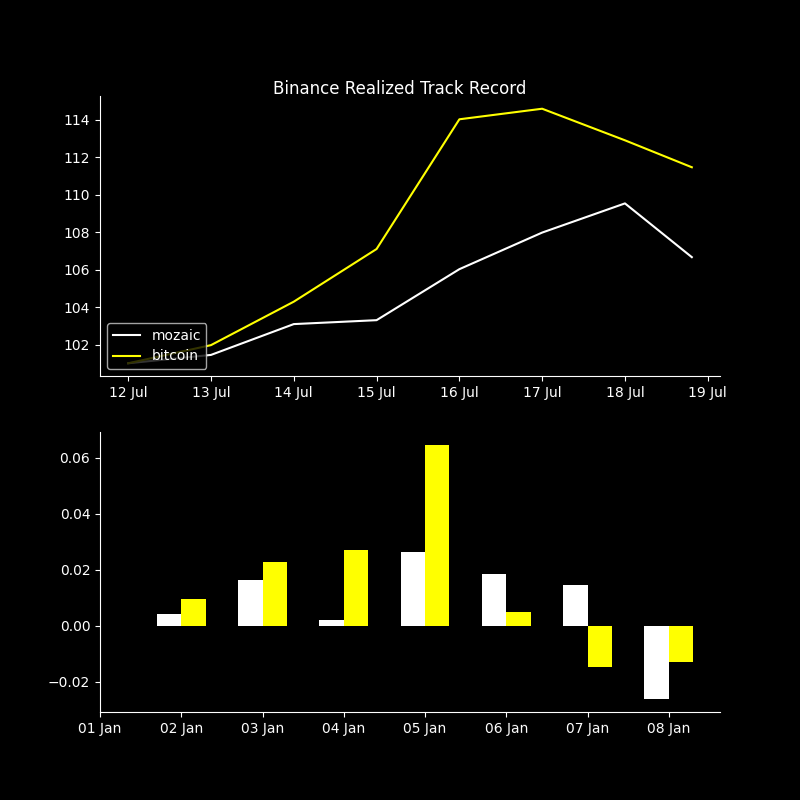 Binance Realized Track Record
114
112
110
108
106
104
102
mozaic
bitcoin
12 Jul 13 Jul 14 Jul 15 Jul 16 Jul 17 Jul 18 Jul 19 Jul
0.06
0.04
0.02
0.00
−0.02
01 Jan 02 Jan 03 Jan 04 Jan 05 Jan 06 Jan 07 Jan 08 Jan